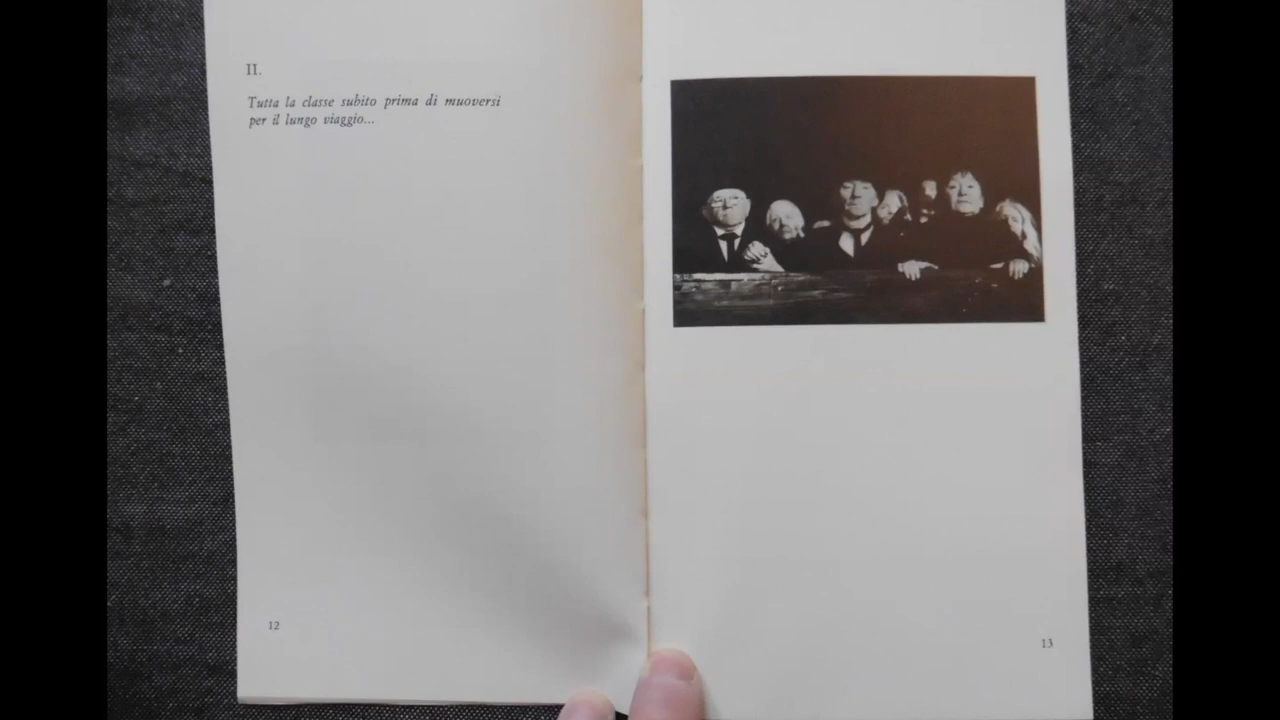 II.
Tutta la classe subito prima di muoversi
per il lungo viaggio...
12
13